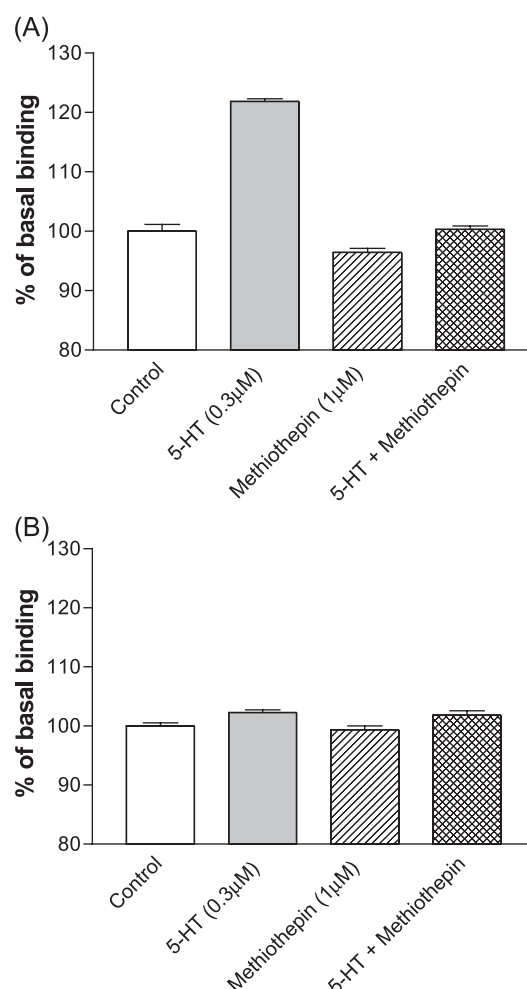 (A)
130
120
110
100
90
80
% of basal binding
Control
5-HT (0.3μM)
Methiothepin (1μM)
5-HT + Methiothepin
(B)
130
120
110
100
90
80
% of basal binding
Control
5-HT (0.3μM)
Methiothepin (1μM)
5-HT + Methiothepin